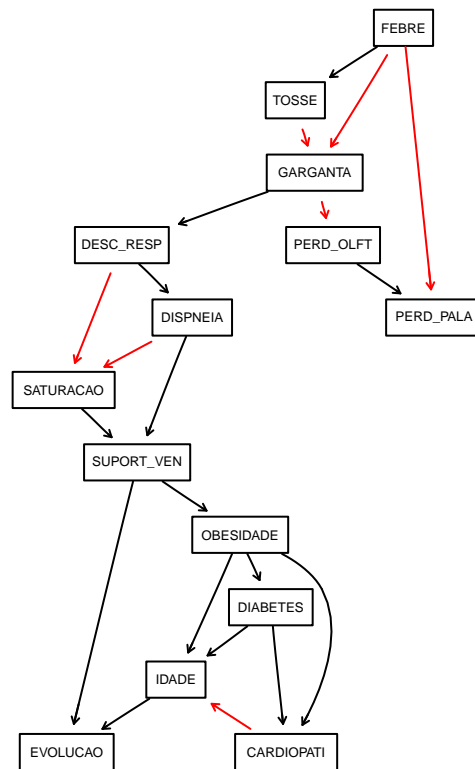 FEBRE
TOSSE
GARGANTA
DESC_RESP
PERD_OLFT
DISPNEIA
PERD_PALA
SATURACAO
SUPORT_VEN
OBESIDADE
DIABETES
IDADE
EVOLUCAO
CARDIOPATI